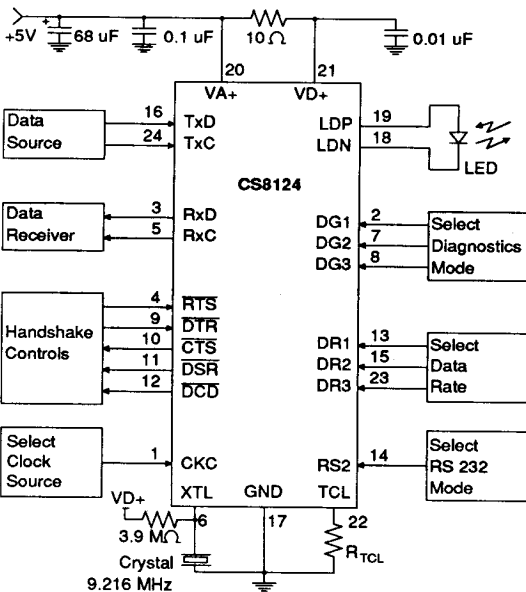 +5V
+
68 uF
0.1 uF
10 Ω
0.01 uF
20
21
VA+
VD+
Data
Source
16
24
TxD
TxC
LDP
LDN
19
18
LED
CS8124
Data
Receiver
3
5
RxD
RxC
DG1
DG2
DG3
2
7
8
Select
Diagnostics
Mode
Handshake
Controls
4
9
10
11
12
RTS
DTR
CTS
DSR
DCD
DR1
DR2
DR3
13
15
23
Select
Data
Rate
Select
Clock
Source
1
CKC
RS2
14
Select
RS 232
Mode
XTL
GND
TCL
VD+
6
17
22
3.9 MΩ
RTCL
Crystal
9.216 MHz